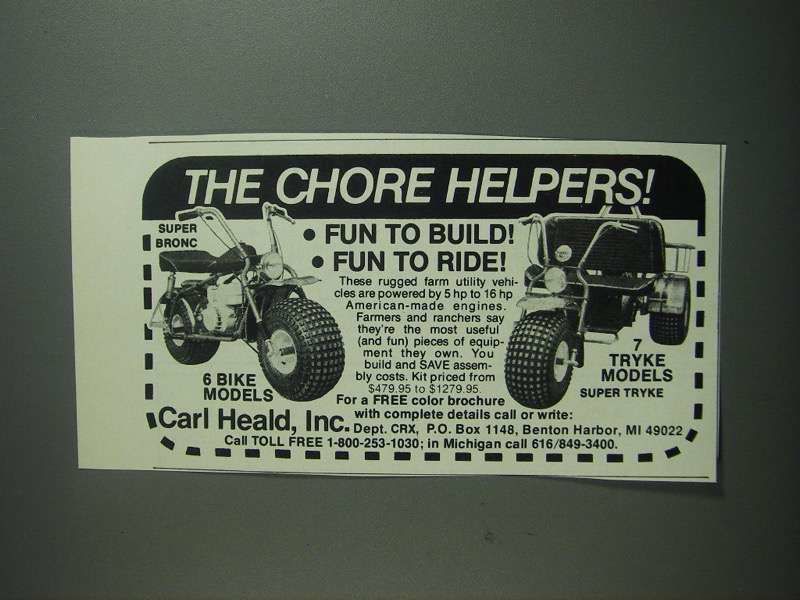 THE CHORE HELPERS!
SUPER
BRONC
• FUN TO BUILD!
• FUN TO RIDE!
These rugged farm utility vehi-
cles are powered by 5 hp to 16 hp
American-made engines.
Farmers and ranchers say
they're the most useful
(and fun) pieces of equip-
ment they own. You
build and SAVE assem-
bly costs. Kit priced from
$479.95 to $1279.95.
6 BIKE
MODELS
7
TRYKE
MODELS
SUPER TRYKE
For a FREE color brochure
with complete details call or write:
Carl Heald, Inc. Dept. CRX, P.O. Box 1148, Benton Harbor, MI 49022
Call TOLL FREE 1-800-253-1030; in Michigan call 616/849-3400.